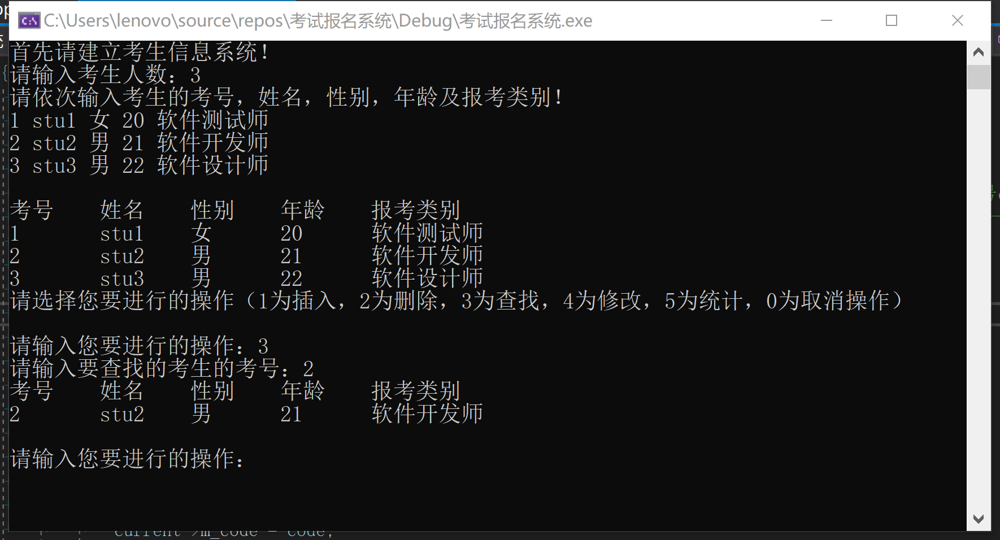 C:\Users\lenovo\source\repos\考试报名系统\Debug\考试报名系统.exe
首先请建立考生信息系统！
请输入考生人数：3
请依次输入考生的考号，姓名，性别，年龄及报考类别！
1 stu1 女 20 软件测试师
2 stu2 男 21 软件开发师
3 stu3 男 22 软件设计师
考号 姓名 性别 年龄 报考类别
1 stu1 女 20 软件测试师
2 stu2 男 21 软件开发师
3 stu3 男 22 软件设计师
请选择您要进行的操作（1为插入，2为删除，3为查找，4为修改，5为统计，0为取消操作）
请输入您要进行的操作：3
请输入要查找的考生的考号：2
考号 姓名 性别 年龄 报考类别
2 stu2 男 21 软件开发师
请输入您要进行的操作：